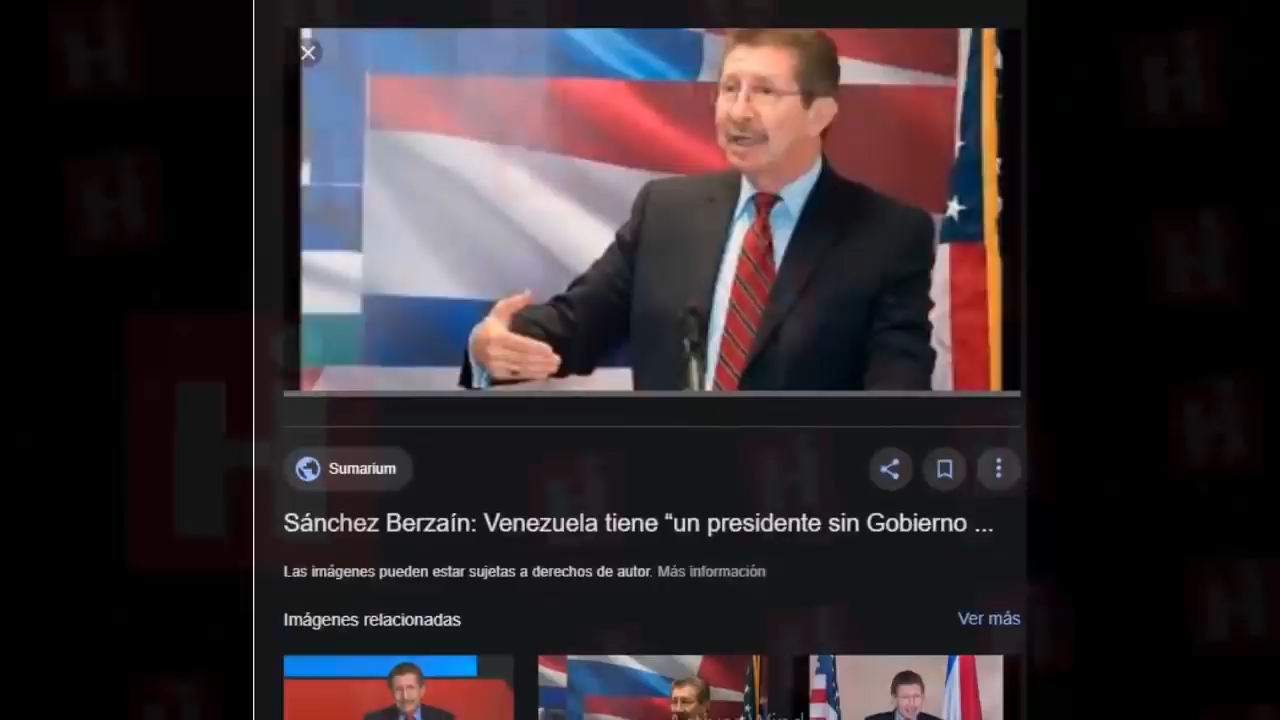 Sumarium
Sánchez Berzaín: Venezuela tiene “un presidente sin Gobierno ...
Las imágenes pueden estar sujetas a derechos de autor. Más información
Imágenes relacionadas
Ver más